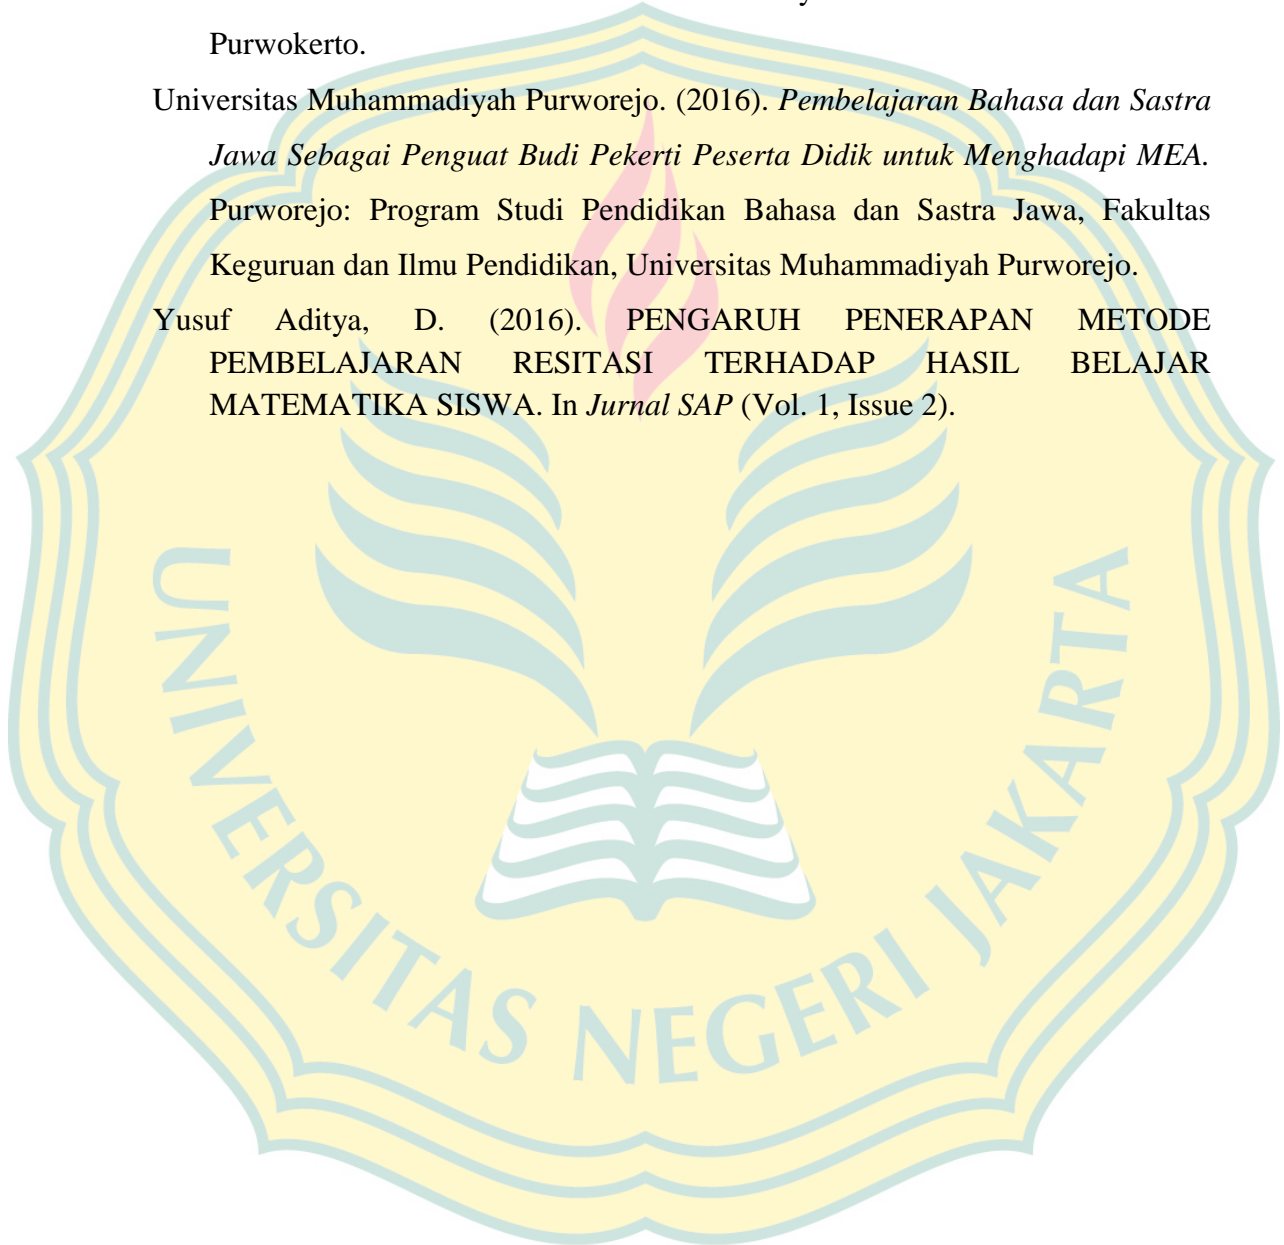 Purwokerto.
Universitas Muhammadiyah Purworejo. (2016). Pembelajaran Bahasa dan Sastra
Jawa Sebagai Penguat Budi Pekerti Peserta Didik untuk Menghadapi MEA.
Purworejo: Program Studi Pendidikan Bahasa dan Sastra Jawa, Fakultas
Keguruan dan Ilmu Pendidikan, Universitas Muhammadiyah Purworejo.
Yusuf Aditya, D. (2016). PENGARUH PENERAPAN METODE
PEMBELAJARAN RESITASI TERHADAP HASIL BELAJAR
MATEMATIKA SISWA. In Jurnal SAP (Vol. 1, Issue 2).
UNIVERSITAS NEGERI JAKARTA